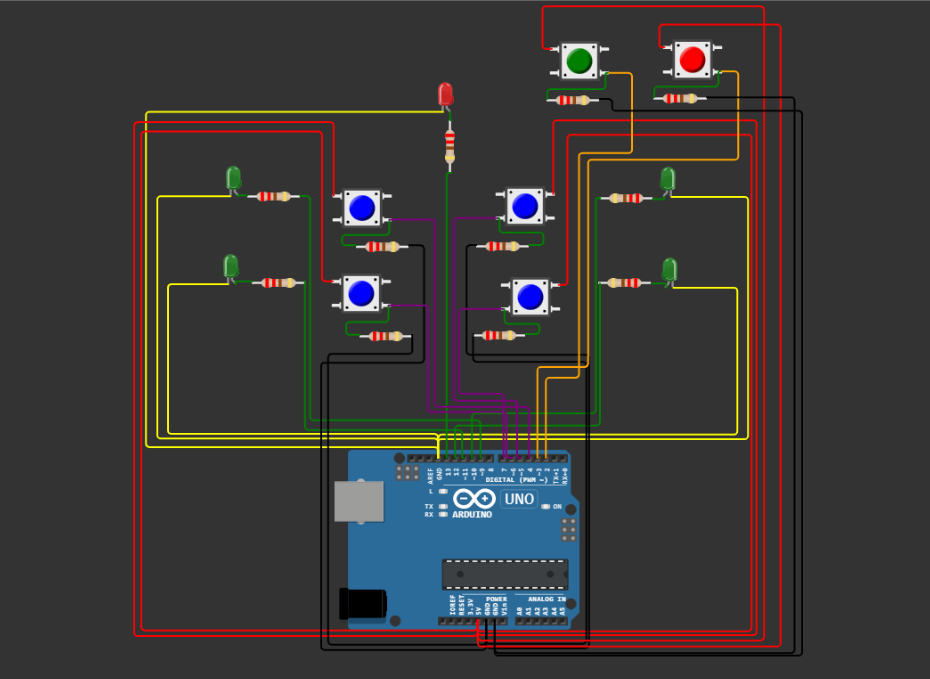 AREF
GND
13
12
~11
~10
~9
8
7
~6
~5
4
~3
2
TX→1
RX←0
DIGITAL (PWM ~)
L
TX
RX
UNO
ARDUINO
ON
IOREF
RESET
3.3V
5V
GND
GND
Vin
POWER
ANALOG IN
A0
A1
A2
A3
A4
A5